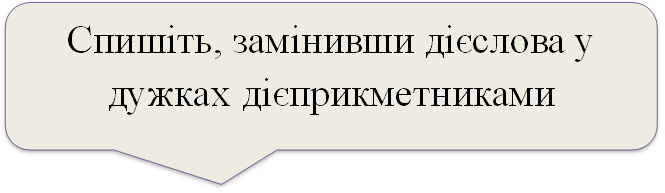 Спишіть, замінивши дієслова у
дужках дієприкметниками